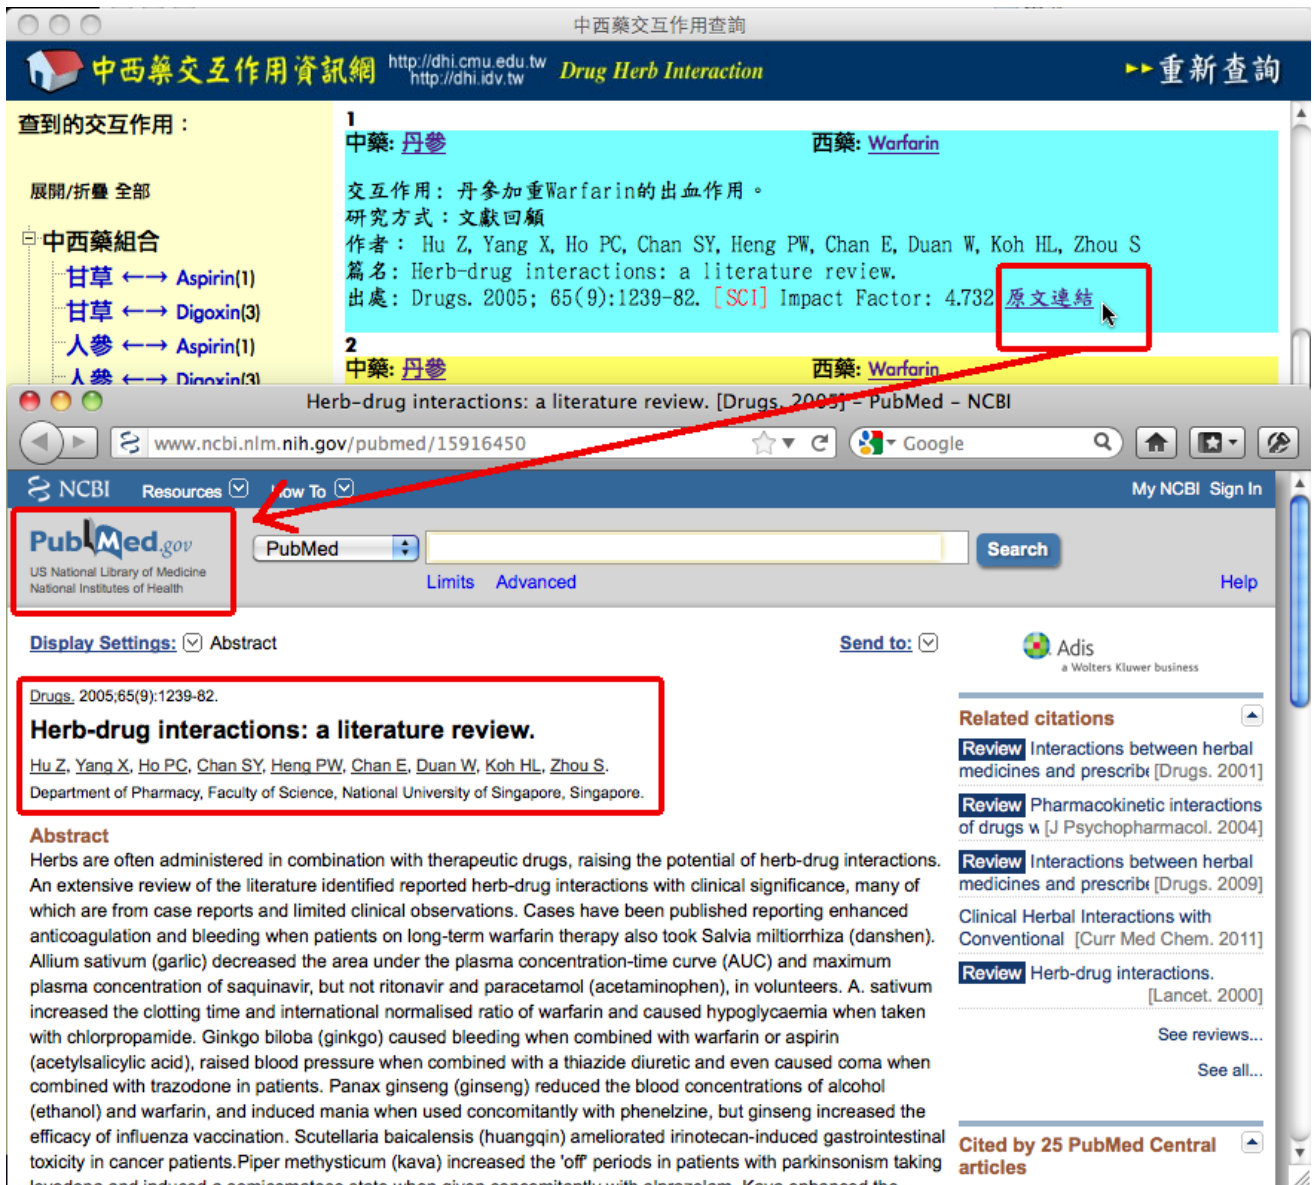 中西藥交互作用查詢
中西藥交互作用資訊網 http://dhi.cmu.edu.tw http://dhi.idv.tw Drug Herb Interaction ►►重新查詢
查到的交互作用：
展開/折疊 全部
中西藥組合
甘草 ←→ Aspirin(1)
甘草 ←→ Digoxin(3)
人參 ←→ Aspirin(1)
人參 ←→ Digoxin(3)
1
中藥: 丹參 西藥: Warfarin
交互作用: 丹參加重Warfarin的出血作用。
研究方式：文獻回顧
作者： Hu Z, Yang X, Ho PC, Chan SY, Heng PW, Chan E, Duan W, Koh HL, Zhou S
篇名: Herb-drug interactions: a literature review.
出處: Drugs. 2005; 65(9):1239-82. [SCI] Impact Factor: 4.732 原文連結
2
中藥: 丹參 西藥: Warfarin
Herb-drug interactions: a literature review. [Drugs. 2005] - PubMed - NCBI
www.ncbi.nlm.nih.gov/pubmed/15916450 Google
NCBI Resources How To My NCBI Sign In
PubMed.gov
US National Library of Medicine
National Institutes of Health
PubMed Search
Limits Advanced Help
Display Settings: Abstract Send to:
Drugs. 2005;65(9):1239-82.
Herb-drug interactions: a literature review.
Hu Z, Yang X, Ho PC, Chan SY, Heng PW, Chan E, Duan W, Koh HL, Zhou S.
Department of Pharmacy, Faculty of Science, National University of Singapore, Singapore.
Abstract
Herbs are often administered in combination with therapeutic drugs, raising the potential of herb-drug interactions.
An extensive review of the literature identified reported herb-drug interactions with clinical significance, many of
which are from case reports and limited clinical observations. Cases have been published reporting enhanced
anticoagulation and bleeding when patients on long-term warfarin therapy also took Salvia miltiorrhiza (danshen).
Allium sativum (garlic) decreased the area under the plasma concentration-time curve (AUC) and maximum
plasma concentration of saquinavir, but not ritonavir and paracetamol (acetaminophen), in volunteers. A. sativum
increased the clotting time and international normalised ratio of warfarin and caused hypoglycaemia when taken
with chlorpropamide. Ginkgo biloba (ginkgo) caused bleeding when combined with warfarin or aspirin
(acetylsalicylic acid), raised blood pressure when combined with a thiazide diuretic and even caused coma when
combined with trazodone in patients. Panax ginseng (ginseng) reduced the blood concentrations of alcohol
(ethanol) and warfarin, and induced mania when used concomitantly with phenelzine, but ginseng increased the
efficacy of influenza vaccination. Scutellaria baicalensis (huangqin) ameliorated irinotecan-induced gastrointestinal
toxicity in cancer patients.Piper methysticum (kava) increased the 'off' periods in patients with parkinsonism taking
levodopa and induced a semicomatose state when given concomitantly with alprazolam. Kava enhanced the
Adis
a Wolters Kluwer business
Related citations
Review Interactions between herbal
medicines and prescribe [Drugs. 2001]
Review Pharmacokinetic interactions
of drugs w [J Psychopharmacol. 2004]
Review Interactions between herbal
medicines and prescribe [Drugs. 2009]
Clinical Herbal Interactions with
Conventional [Curr Med Chem. 2011]
Review Herb-drug interactions.
[Lancet. 2000]
See reviews...
See all...
Cited by 25 PubMed Central
articles